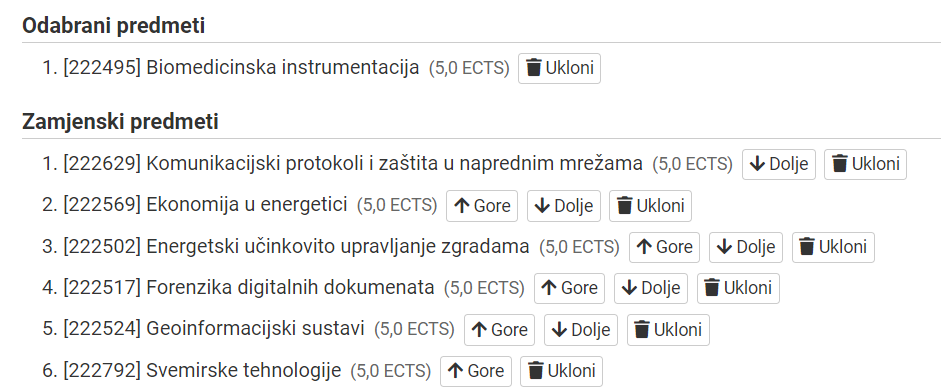 Odabrani predmeti
1. [222495] Biomedicinska instrumentacija (5,0 ECTS) Ukloni
Zamjenski predmeti
1. [222629] Komunikacijski protokoli i zaštita u naprednim mrežama (5,0 ECTS) Dolje Ukloni
2. [222569] Ekonomija u energetici (5,0 ECTS) Gore Dolje Ukloni
3. [222502] Energetski učinkovito upravljanje zgradama (5,0 ECTS) Gore Dolje Ukloni
4. [222517] Forenzika digitalnih dokumenata (5,0 ECTS) Gore Dolje Ukloni
5. [222524] Geoinformacijski sustavi (5,0 ECTS) Gore Dolje Ukloni
6. [222792] Svemirske tehnologije (5,0 ECTS) Gore Ukloni